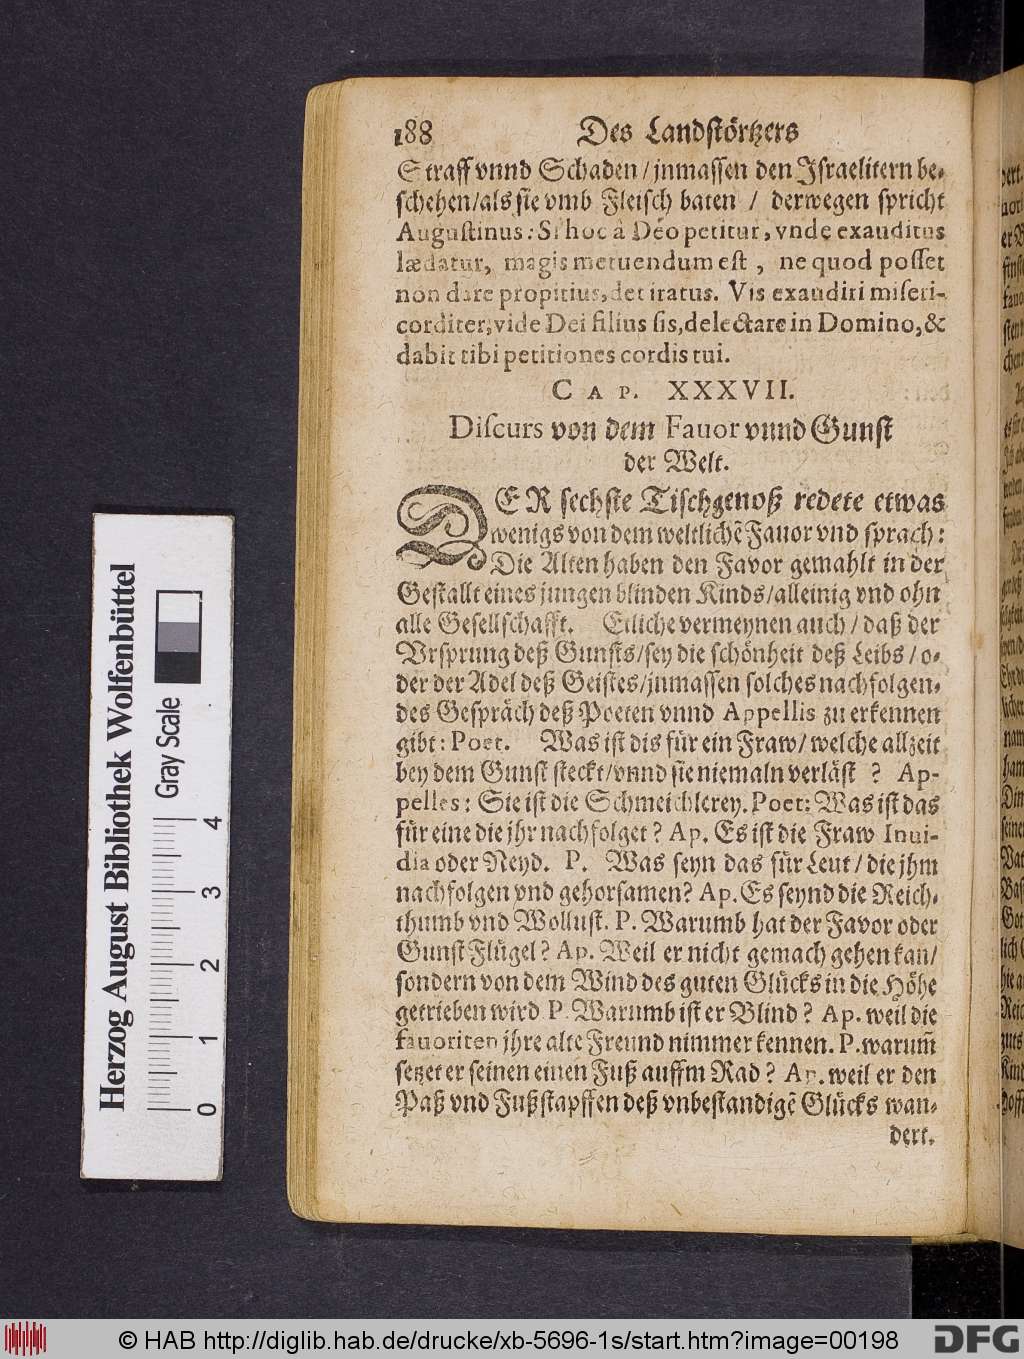 188 Des Landstörtzers
Straff vnnd Schaden / jnmassen den Jsraelitern be-
schehen / als sie vmb Fleisch baten / derwegen spricht
Augustinus: Si hoc à Deo petitur, vnde exauditus
lædatur, magis metuendum est, ne quod posset
non dare propitius, det iratus. Vis exaudiri miseri-
corditer, vide Dei filius sis, delectare in Domino, &
dabit tibi petitiones cordis tui.
CAP. XXXVII.
Discurs von dem Fauor vnnd Gunst
der Welt.
DER sechste Tischgenoß redete etwas
wenigs von dem weltlichẽ Fauor vnd sprach:
Die Alten haben den Favor gemahlt in der
Gestallt eines jungen blinden Kinds / alleinig vnd ohn
alle Gesellschafft. Etliche vermeynen auch / daß der
Vrsprung deß Gunsts / sey die schönheit deß Leibs / o-
der der Adel deß Geistes / jnmassen solches nachfolgen-
des Gespräch deß Poeten vnnd Appellis zu erkennen
gibt: Poet. Was ist dis für ein Fraw / welche allzeit
bey dem Gunst steckt / vnnd sie niemaln verläst ? Ap-
pelles: Sie ist die Schmeichlerey. Poet: Was ist das
für eine die jhr nachfolget ? Ap. Es ist die Fraw Inui-
dia oder Neyd. P. Was seyn das für Leut / die jhm
nachfolgen vnd gehorsamen? Ap. Es seynd die Reich-
thumb vnd Wollust. P. Warumb hat der Favor oder
Gunst Flügel ? Ap. Weil er nicht gemach gehen kan /
sondern von dem Wind des guten Glücks in die Höhe
getrieben wird P. Warumb ist er Blind ? Ap. weil die
fauoriten jhre alte Freund nimmer kennen. P. warum̃
setzet er seinen einen Fuß auffm Rad ? Ap. weil er den
Paß vnd Fußstapffen deß vnbestandigẽ Glücks wan-
dert.
Herzog August Bibliothek Wolfenbüttel
Gray Scale
0 1 2 3 4
© HAB http://diglib.hab.de/drucke/xb-5696-1s/start.htm?image=00198
DFG